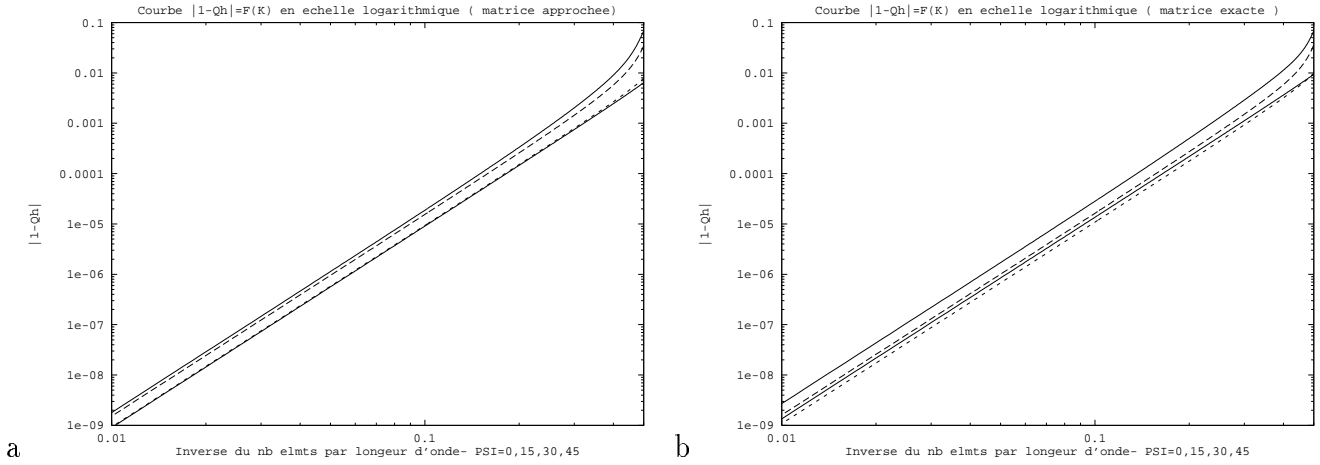 Courbe |1-Qh|=F(K) en echelle logarithmique ( matrice approchee)
0.1
0.01
0.001
0.0001
1e-05
1e-06
1e-07
1e-08
1e-09
|1-Qh|
0.01
0.1
Inverse du nb elmts par longeur d'onde- PSI=0,15,30,45
a
Courbe |1-Qh|=F(K) en echelle logarithmique ( matrice exacte )
0.1
0.01
0.001
0.0001
1e-05
1e-06
1e-07
1e-08
1e-09
|1-Qh|
0.01
0.1
Inverse du nb elmts par longeur d'onde- PSI=0,15,30,45
b